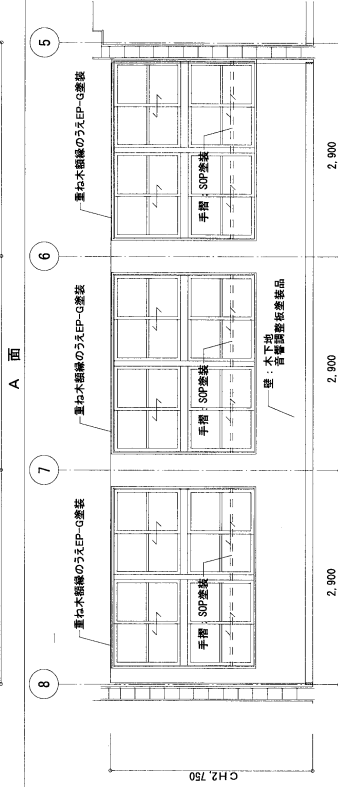 A 面
8
7
6
5
重ね木額縁のうえEP-G塗装
重ね木額縁のうえEP-G塗装
重ね木額縁のうえEP-G塗装
手摺：SOP塗装
手摺：SOP塗装
手摺：SOP塗装
壁：木下地
音響調整板塗装品
CH2,750
2,900
2,900
2,900